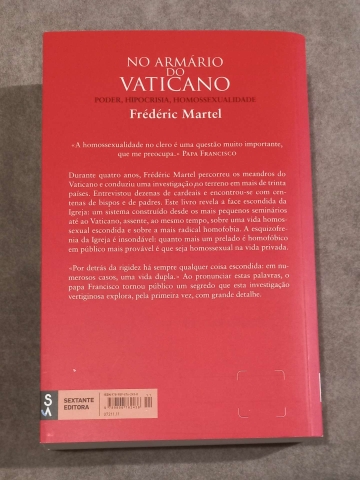 NO ARMÁRIO
DO
VATICANO
PODER, HIPOCRISIA, HOMOSSEXUALIDADE
Frédéric Martel
«A homossexualidade no clero é uma questão muito importante,
que me preocupa.» PAPA FRANCISCO
Durante quatro anos, Frédéric Martel percorreu os meandros do
Vaticano e conduziu uma investigação no terreno em mais de trinta
países. Entrevistou dezenas de cardeais e encontrou-se com cen-
tenas de bispos e de padres. Este livro revela a face escondida da
Igreja: um sistema construído desde os mais pequenos seminários
até ao Vaticano, assente, ao mesmo tempo, sobre uma vida homos-
sexual escondida e sobre a mais radical homofobia. A esquizofre-
nia da Igreja é insondável: quanto mais um prelado é homofóbico
em público mais provável é que seja homossexual na vida privada.
«Por detrás da rigidez há sempre qualquer coisa escondida: em nu-
merosos casos, uma vida dupla.» Ao pronunciar estas palavras, o
papa Francisco tornou público um segredo que esta investigação
vertiginosa explora, pela primeira vez, com grande detalhe.
S
SEXTANTE
EDITORA